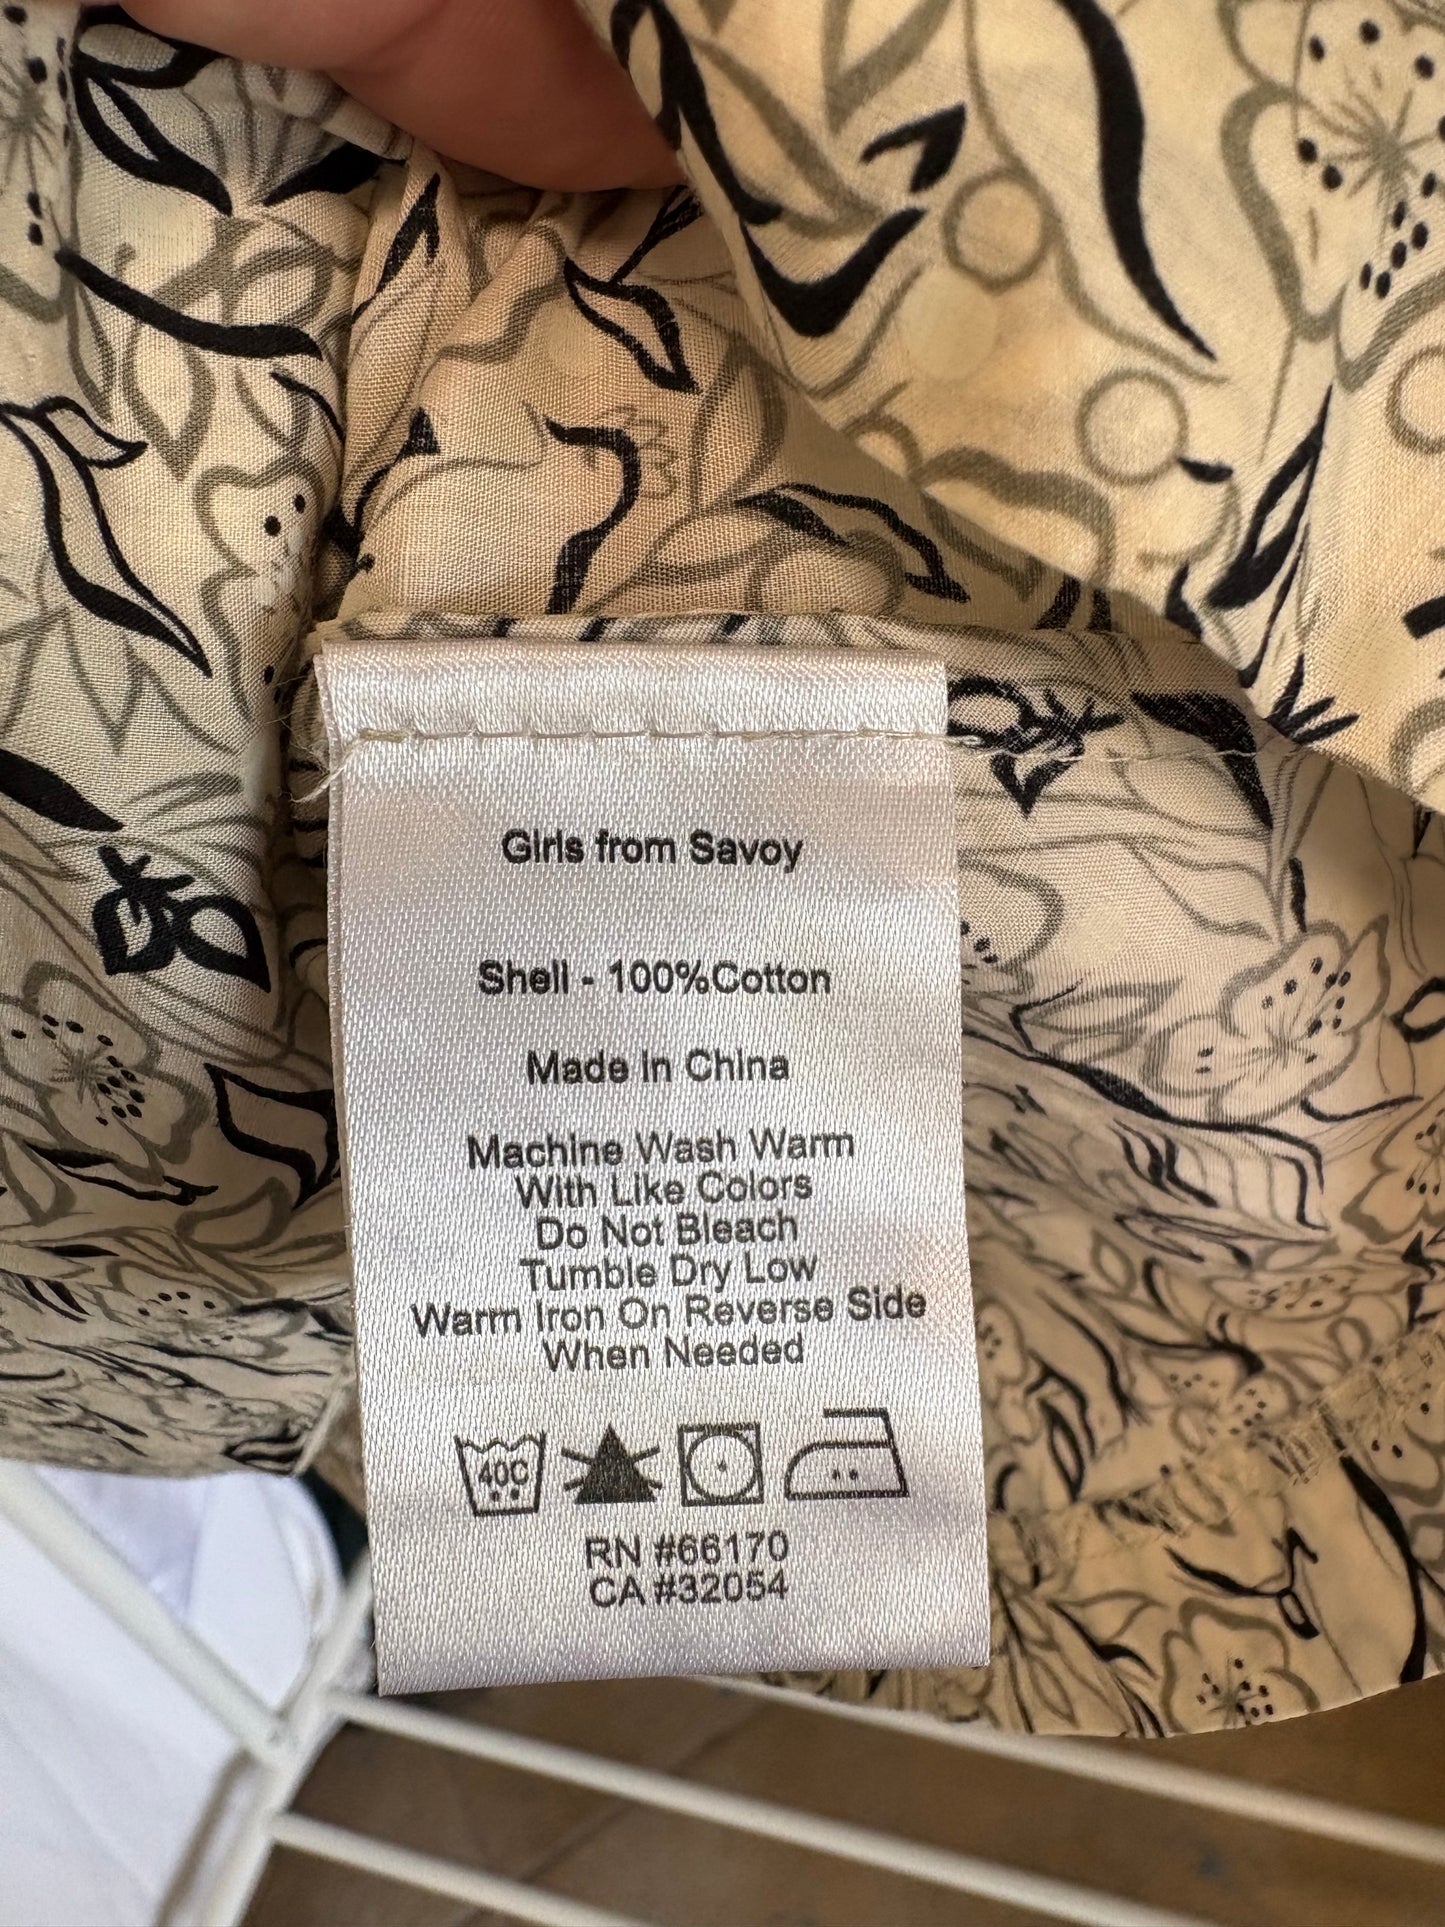 Girls from Savoy
Shell - 100%Cotton
Made In China
Machine Wash Warm
With Like Colors
Do Not Bleach
Tumble Dry Low
Warm Iron On Reverse Side
When Needed
40C
RN #66170
CA #32054